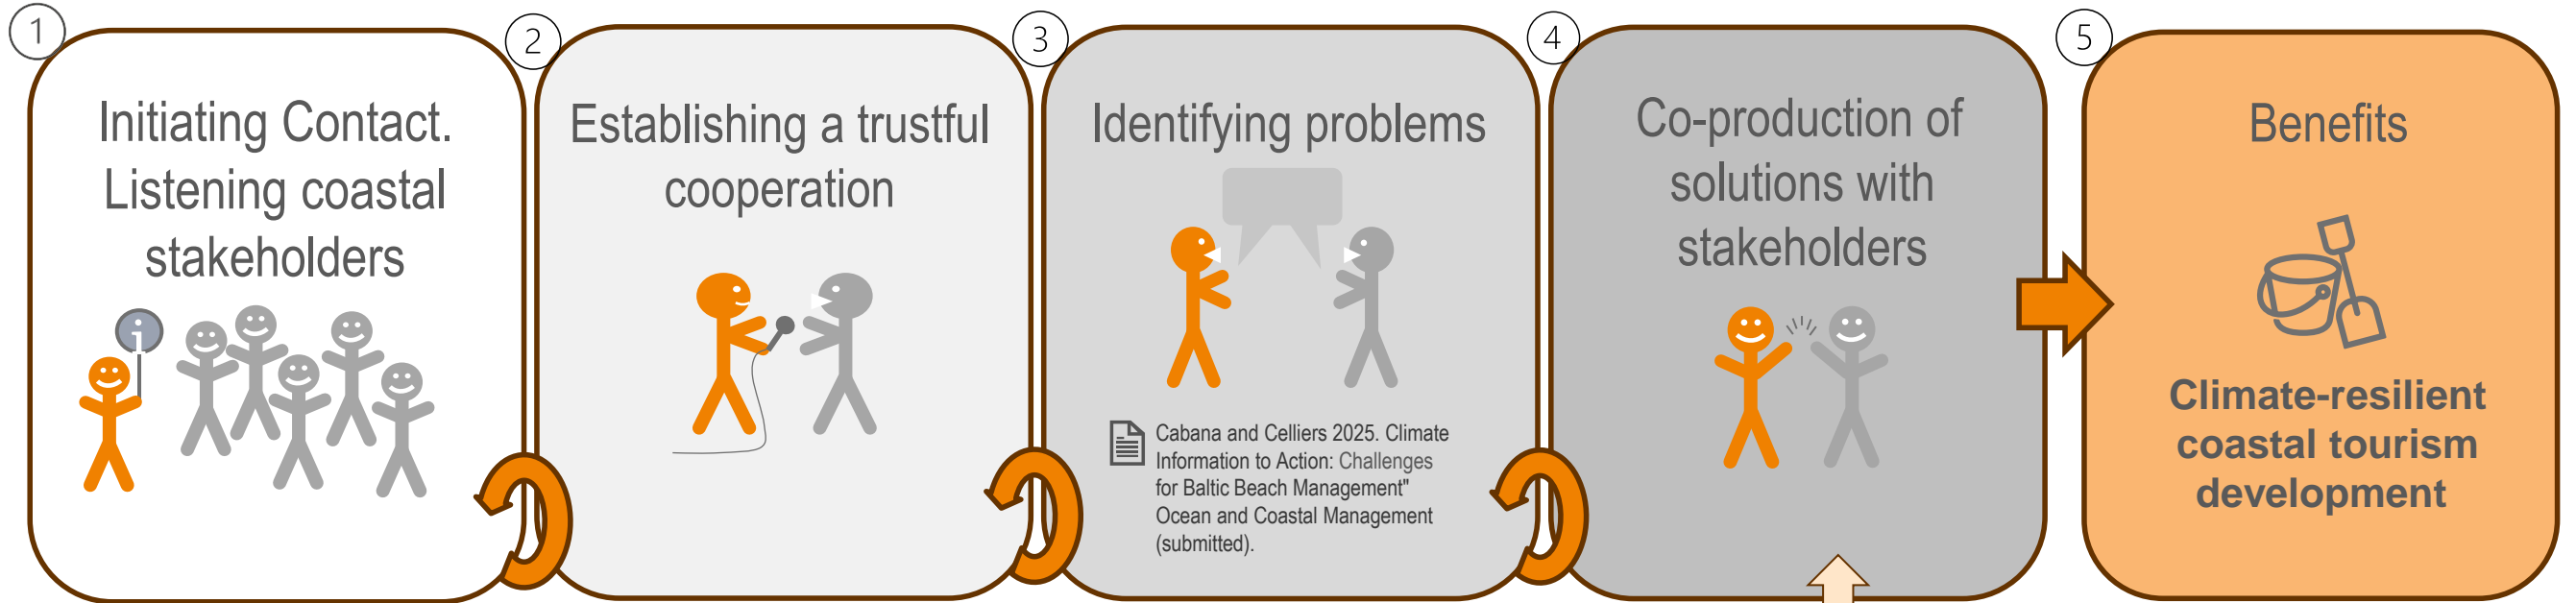 1
Initiating Contact.
Listening coastal
stakeholders
i
2
Establishing a trustful
cooperation
3
Identifying problems
Cabana and Celliers 2025. Climate
Information to Action: Challenges
for Baltic Beach Management"
Ocean and Coastal Management
(submitted).
4
Co-production of
solutions with
stakeholders
5
Benefits
Climate-resilient
coastal tourism
development